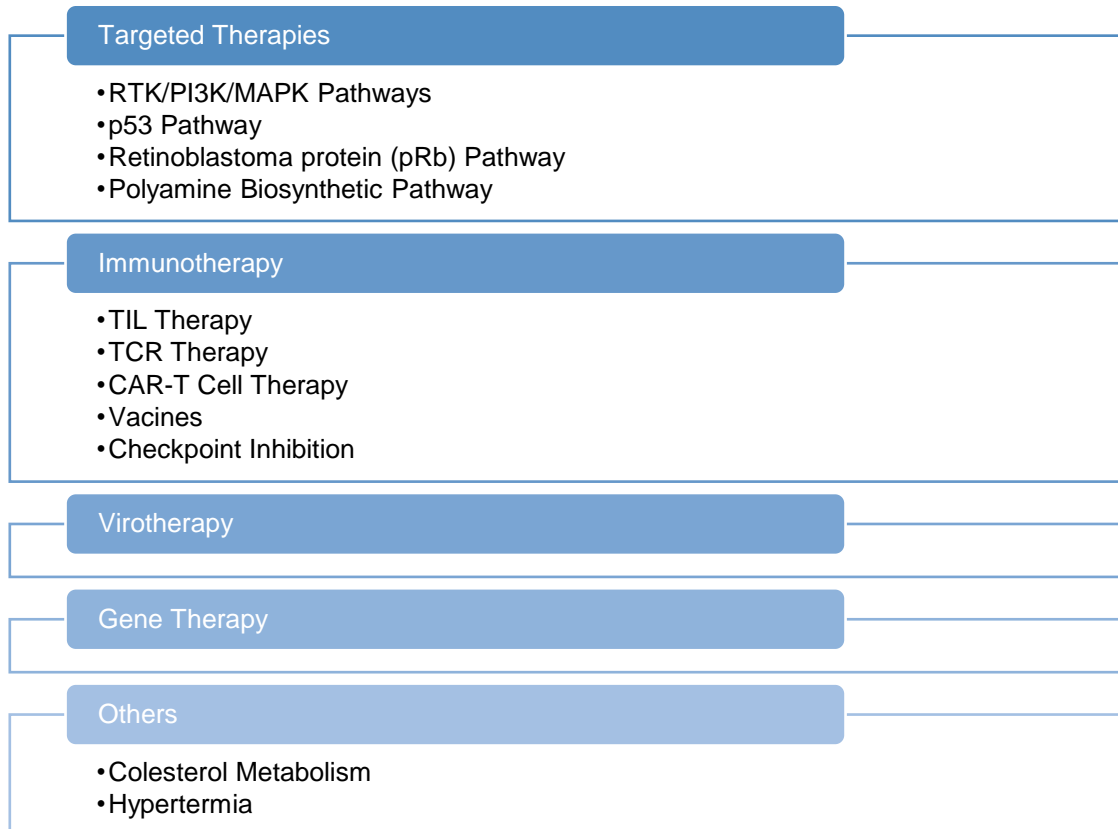 Targeted Therapies
•RTK/PI3K/MAPK Pathways
•p53 Pathway
•Retinoblastoma protein (pRb) Pathway
•Polyamine Biosynthetic Pathway
Immunotherapy
•TIL Therapy
•TCR Therapy
•CAR-T Cell Therapy
•Vacines
•Checkpoint Inhibition
Virotherapy
Gene Therapy
Others
•Colesterol Metabolism
•Hypertermia